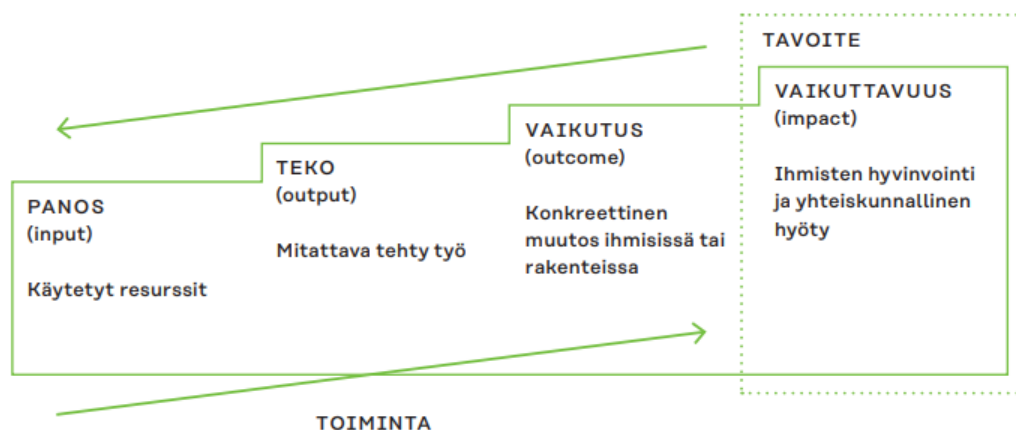 TAVOITE
VAIKUTTAVUUS
(impact)
Ihmisten hyvinvointi
ja yhteiskunnallinen
hyöty
VAIKUTUS
(outcome)
Konkreettinen
muutos ihmisissä tai
rakenteissa
TEKO
(output)
Mitattava tehty työ
PANOS
(input)
Käytetyt resurssit
TOIMINTA